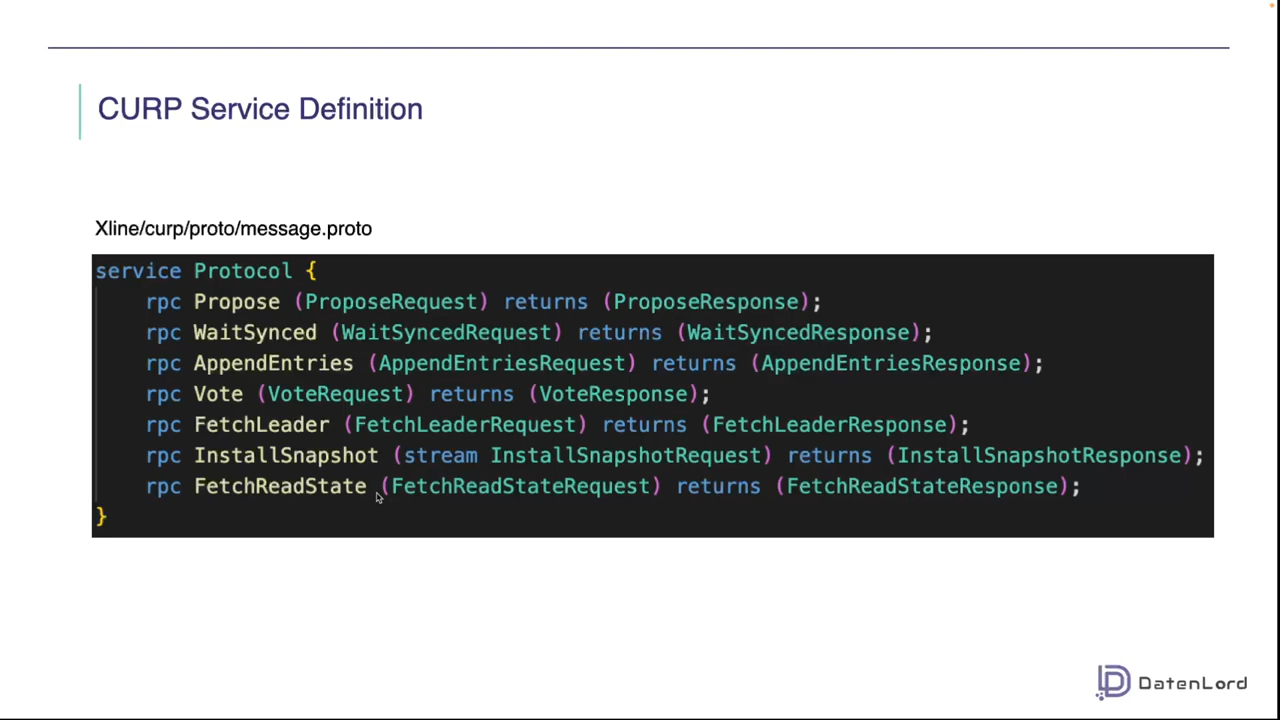 CURP Service Definition
Xline/curp/proto/message.proto
service Protocol {
    rpc Propose (ProposeRequest) returns (ProposeResponse);
    rpc WaitSynced (WaitSyncedRequest) returns (WaitSyncedResponse);
    rpc AppendEntries (AppendEntriesRequest) returns (AppendEntriesResponse);
    rpc Vote (VoteRequest) returns (VoteResponse);
    rpc FetchLeader (FetchLeaderRequest) returns (FetchLeaderResponse);
    rpc InstallSnapshot (stream InstallSnapshotRequest) returns (InstallSnapshotResponse);
    rpc FetchReadState (FetchReadStateRequest) returns (FetchReadStateResponse);
}
DatenLord